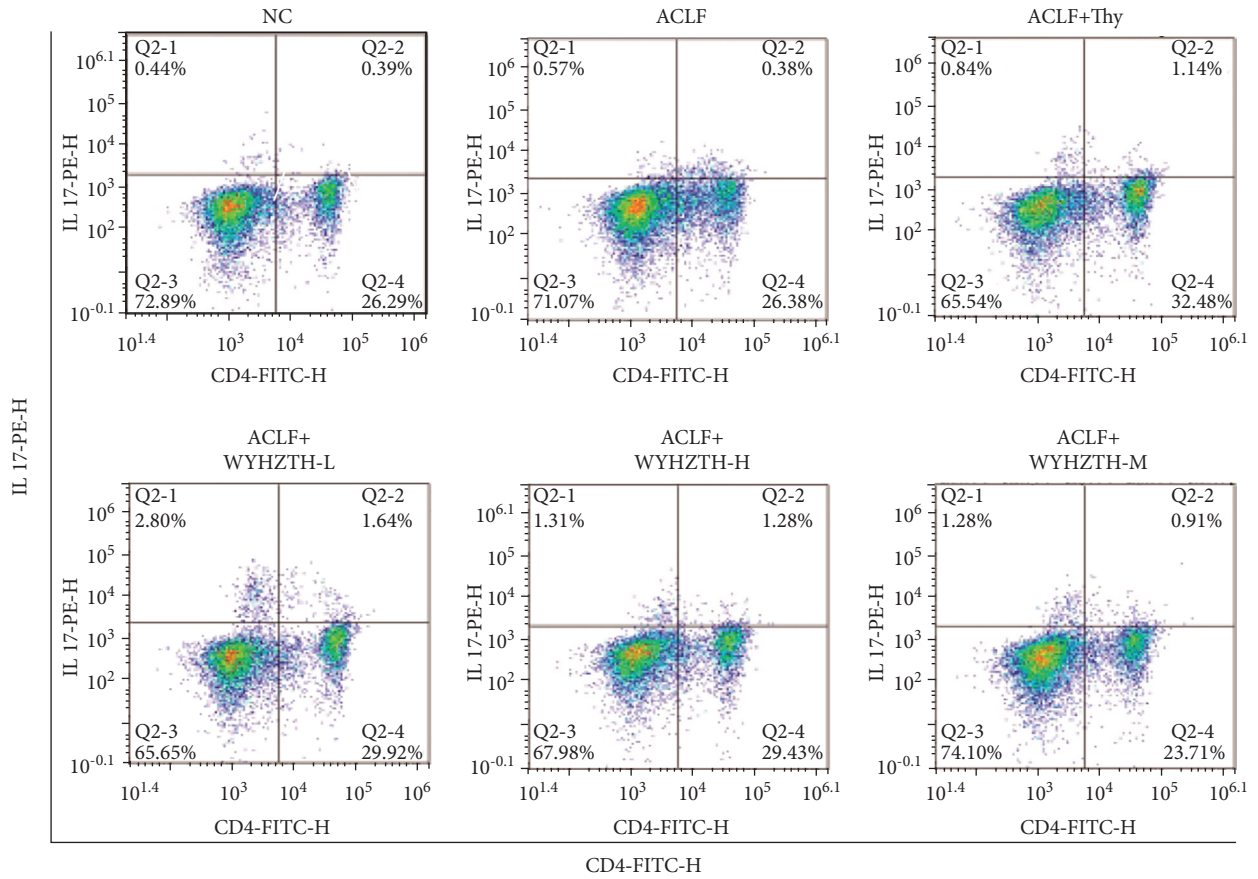 NC
Q2-1
0.44%
Q2-2
0.39%
Q2-3
72.89%
Q2-4
26.29%
10^6.1
10^5
10^4
10^3
10^2
10^-0.1
IL 17-PE-H
10^1.4 10^3 10^4 10^5 10^6
CD4-FITC-H
ACLF
Q2-1
0.57%
Q2-2
0.38%
Q2-3
71.07%
Q2-4
26.38%
10^6
10^5
10^4
10^3
10^2
10^-0.1
IL 17-PE-H
10^1.4 10^3 10^4 10^5 10^6.1
CD4-FITC-H
ACLF+Thy
Q2-1
0.84%
Q2-2
1.14%
Q2-3
65.54%
Q2-4
32.48%
10^6
10^5
10^4
10^3
10^2
10^-0.1
IL 17-PE-H
10^1.4 10^3 10^4 10^5 10^6.1
CD4-FITC-H
ACLF+
WYHZTH-L
Q2-1
2.80%
Q2-2
1.64%
Q2-3
65.65%
Q2-4
29.92%
10^6
10^5
10^4
10^3
10^2
10^-0.1
IL 17-PE-H
10^1.4 10^3 10^4 10^5 10^6.1
CD4-FITC-H
ACLF+
WYHZTH-H
Q2-1
1.31%
Q2-2
1.28%
Q2-3
67.98%
Q2-4
29.43%
10^6.1
10^5
10^4
10^3
10^2
10^-0.1
IL 17-PE-H
10^1.4 10^3 10^4 10^5 10^6.1
CD4-FITC-H
ACLF+
WYHZTH-M
Q2-1
1.28%
Q2-2
0.91%
Q2-3
74.10%
Q2-4
23.71%
10^6
10^5
10^4
10^3
10^2
10^-0.1
IL 17-PE-H
10^1.4 10^3 10^4 10^5 10^6.1
CD4-FITC-H
IL 17-PE-H
CD4-FITC-H